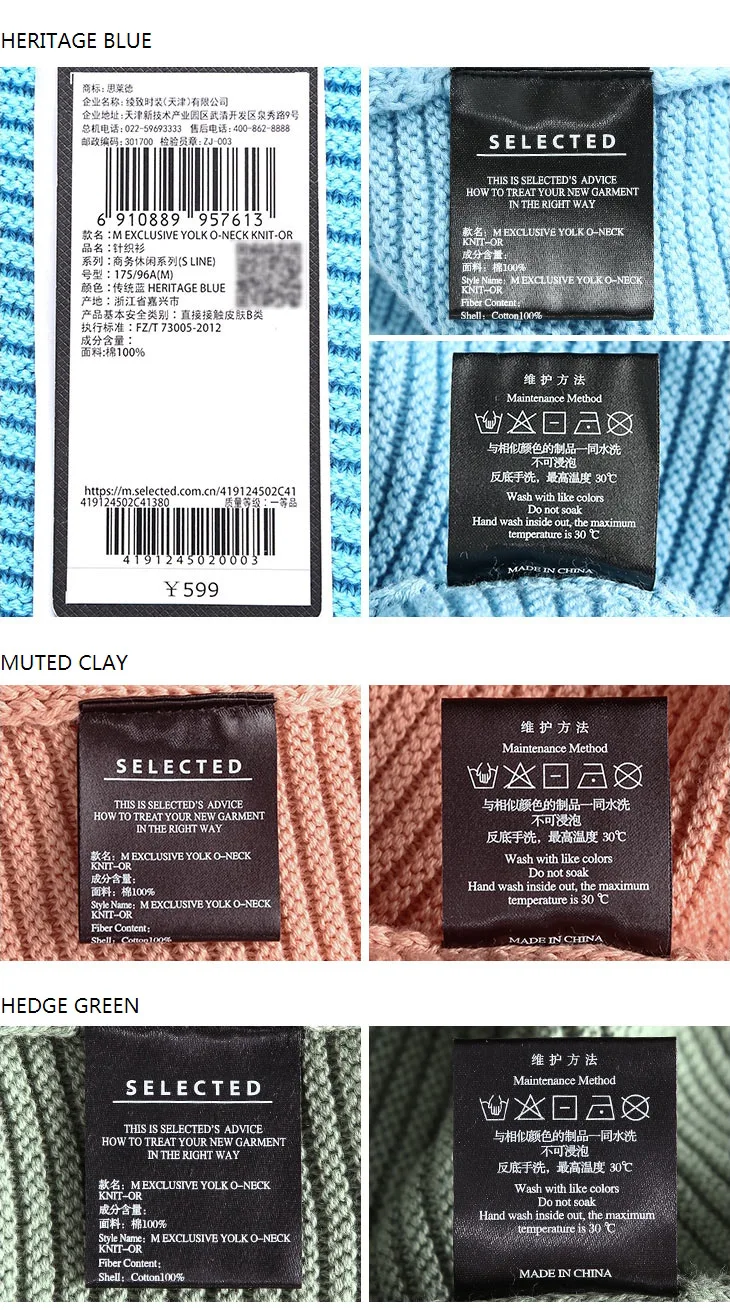 HERITAGE BLUE
商标: 思莱德
企业名称: 绫致时装(天津)有限公司
企业地址: 天津新技术产业园区武清开发区泉秀路9号
总机电话:022-59693333 售后电话:400-862-8888
邮政编码: 301700 检验员章: ZJ-003
6 910889 957613
款名：M EXCLUSIVE YOLK O-NECK KNIT-OR
品名：针织衫
系列：商务休闲系列(S LINE)
号型：175/96A(M)
颜色：传统蓝 HERITAGE BLUE
产地：浙江省嘉兴市
产品基本安全类别：直接接触皮肤B类
执行标准：FZ/T 73005-2012
成分含量：
面料:棉100%
https://m.selected.com.cn/419124502C41
419124502C41380 质量等级：一等品
4191245020003
￥599
SELECTED
THIS IS SELECTED'S ADVICE
HOW TO TREAT YOUR NEW GARMENT
IN THE RIGHT WAY
款名：M EXCLUSIVE YOLK O-NECK
KNIT-OR
成分含量：
面料：棉100%
Style Name：M EXCLUSIVE YOLK O-NECK
KNIT-OR
Fiber Content：
Shell：Cotton100%
维护方法
Maintenance Method
与相似颜色的制品一同水洗
不可浸泡
反底手洗，最高温度 30℃
Wash with like colors
Do not soak
Hand wash inside out, the maximum
temperature is 30 ℃
MADE IN CHINA
MUTED CLAY
SELECTED
THIS IS SELECTED'S ADVICE
HOW TO TREAT YOUR NEW GARMENT
IN THE RIGHT WAY
款名：M EXCLUSIVE YOLK O-NECK
KNIT-OR
成分含量：
面料：棉100%
Style Name：M EXCLUSIVE YOLK O-NECK
KNIT-OR
Fiber Content：
Shell：Cotton100%
维护方法
Maintenance Method
与相似颜色的制品一同水洗
不可浸泡
反底手洗，最高温度 30℃
Wash with like colors
Do not soak
Hand wash inside out, the maximum
temperature is 30 ℃
MADE IN CHINA
HEDGE GREEN
SELECTED
THIS IS SELECTED'S ADVICE
HOW TO TREAT YOUR NEW GARMENT
IN THE RIGHT WAY
款名：M EXCLUSIVE YOLK O-NECK
KNIT-OR
成分含量：
面料：棉100%
Style Name：M EXCLUSIVE YOLK O-NECK
KNIT-OR
Fiber Content：
Shell：Cotton100%
维护方法
Maintenance Method
与相似颜色的制品一同水洗
不可浸泡
反底手洗，最高温度 30℃
Wash with like colors
Do not soak
Hand wash inside out, the maximum
temperature is 30 ℃
MADE IN CHINA